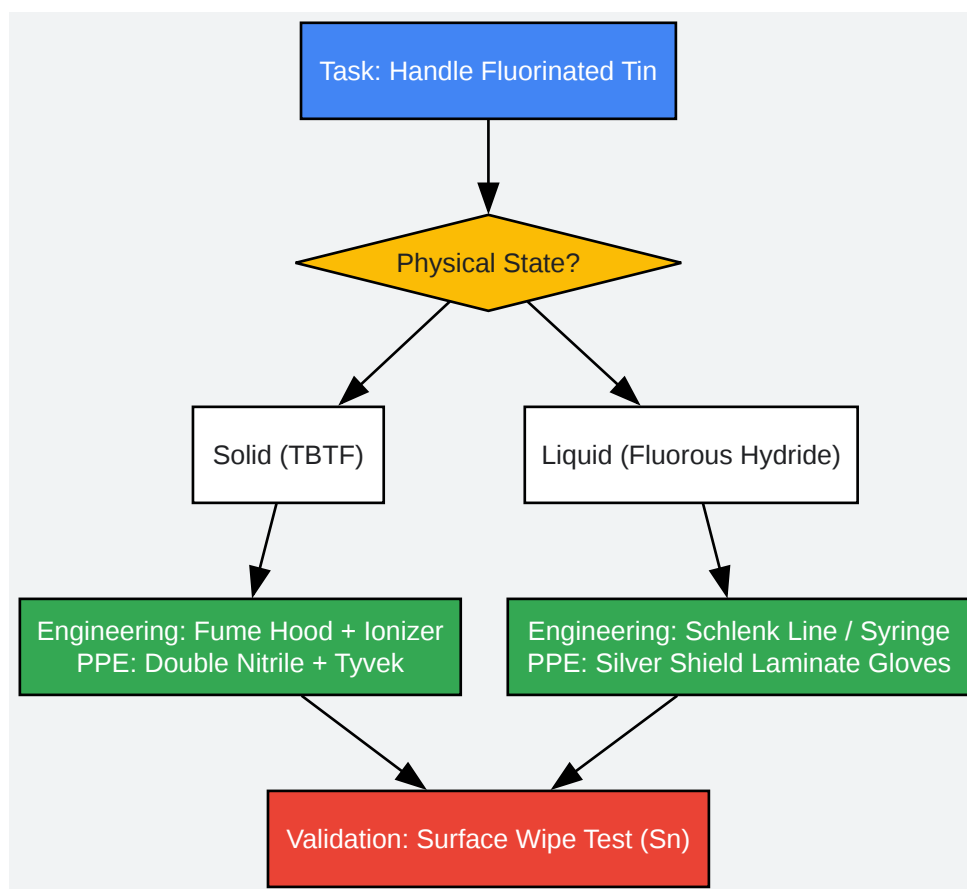 Task: Handle Fluorinated Tin
Physical State?
Solid (TBTF)
Liquid (Fluorous Hydride)
Engineering: Fume Hood + Ionizer
PPE: Double Nitrile + Tyvek
Engineering: Schlenk Line / Syringe
PPE: Silver Shield Laminate Gloves
Validation: Surface Wipe Test (Sn)